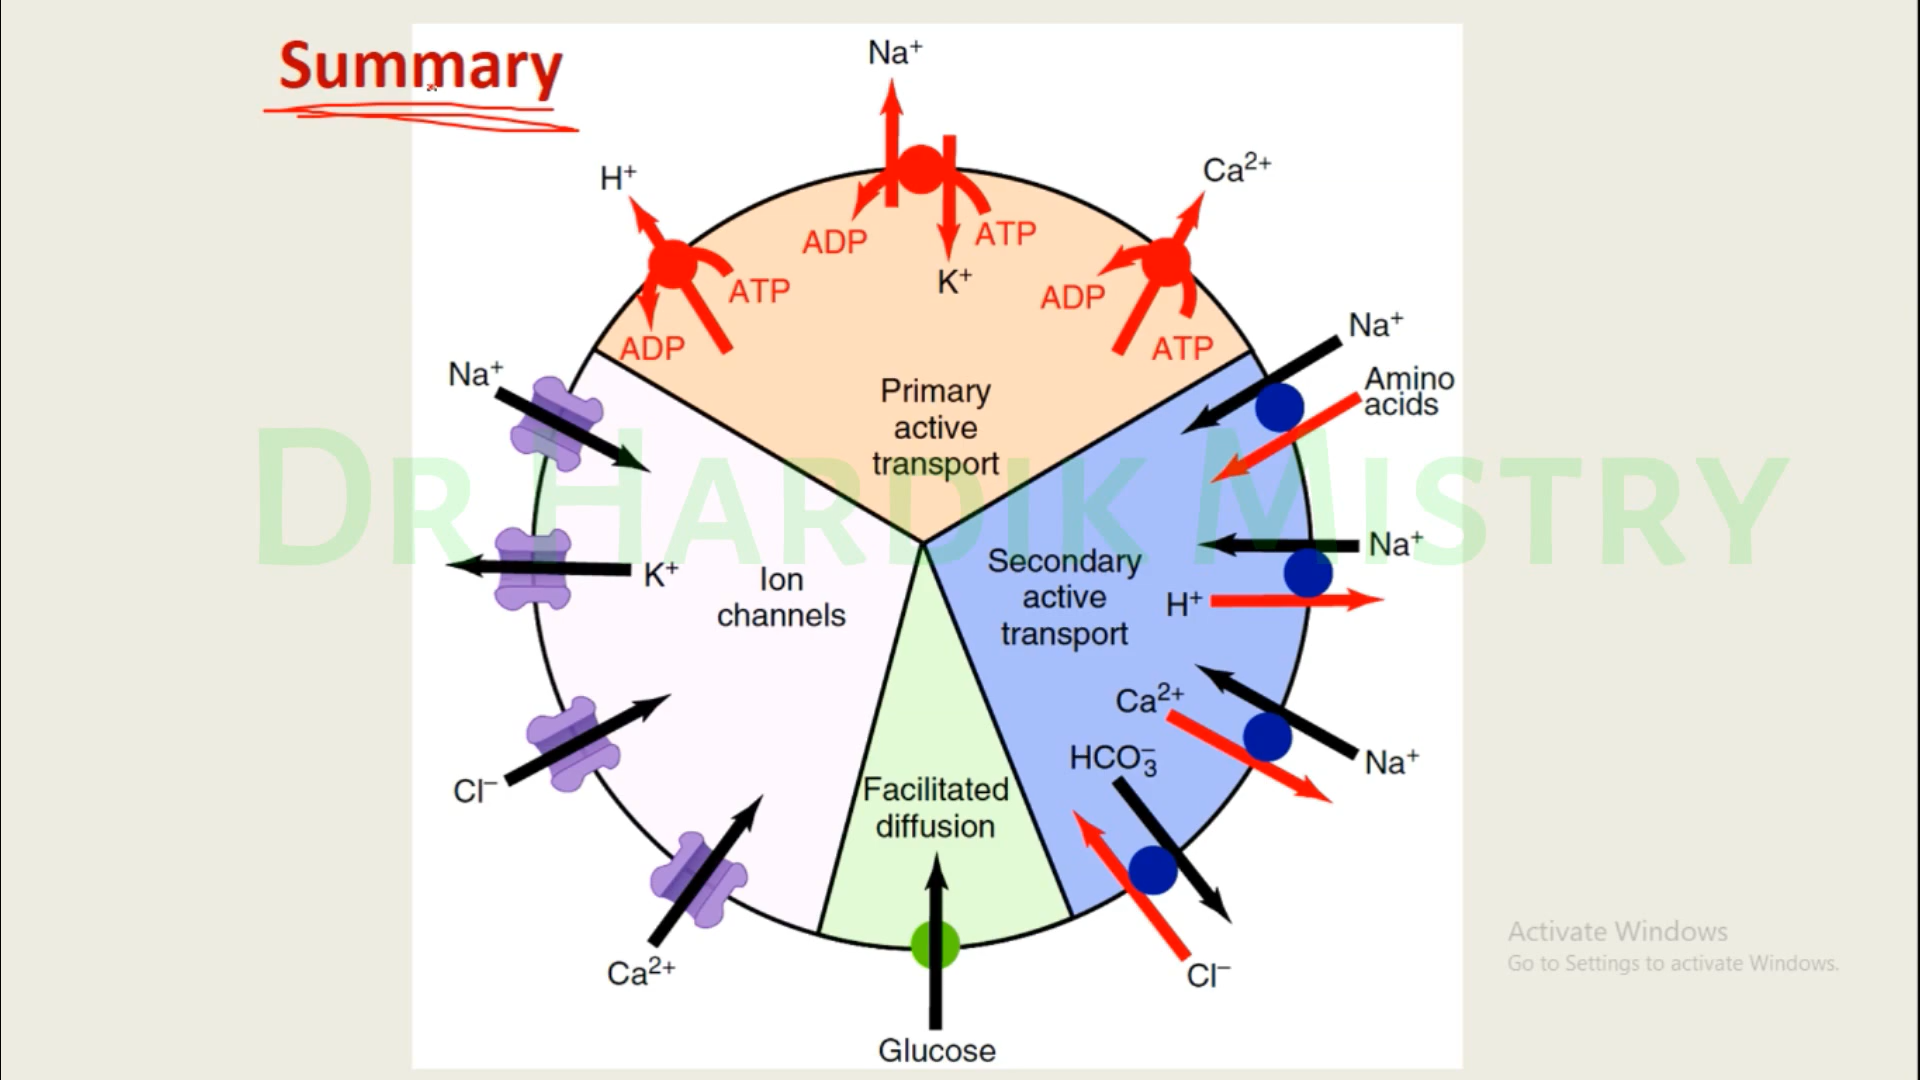 Summary
Na⁺
H⁺
Ca²⁺
ADP
ATP
K⁺
ATP
ADP
ADP
ATP
Na⁺
Na⁺
Amino
acids
Primary
active
transport
DR HARDIK MISTRY
K⁺
Ion
channels
Secondary
active
transport
Na⁺
H⁺
Ca²⁺
HCO₃⁻
Na⁺
Cl⁻
Facilitated
diffusion
Ca²⁺
Cl⁻
Glucose
Activate Windows
Go to Settings to activate Windows.